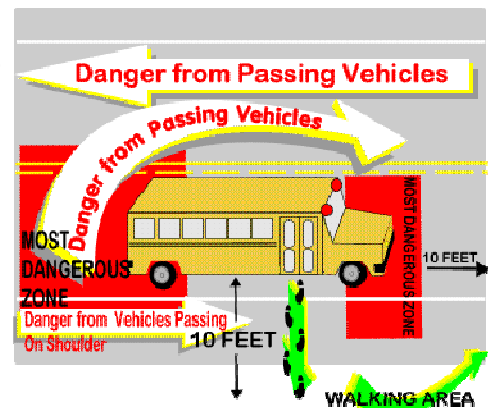 Danger from Passing Vehicles
Danger from Passing Vehicles
MOST DANGEROUS ZONE
MOST
DANGEROUS
ZONE
10 FEET
Danger from Vehicles Passing
On Shoulder
10 FEET
WALKING AREA